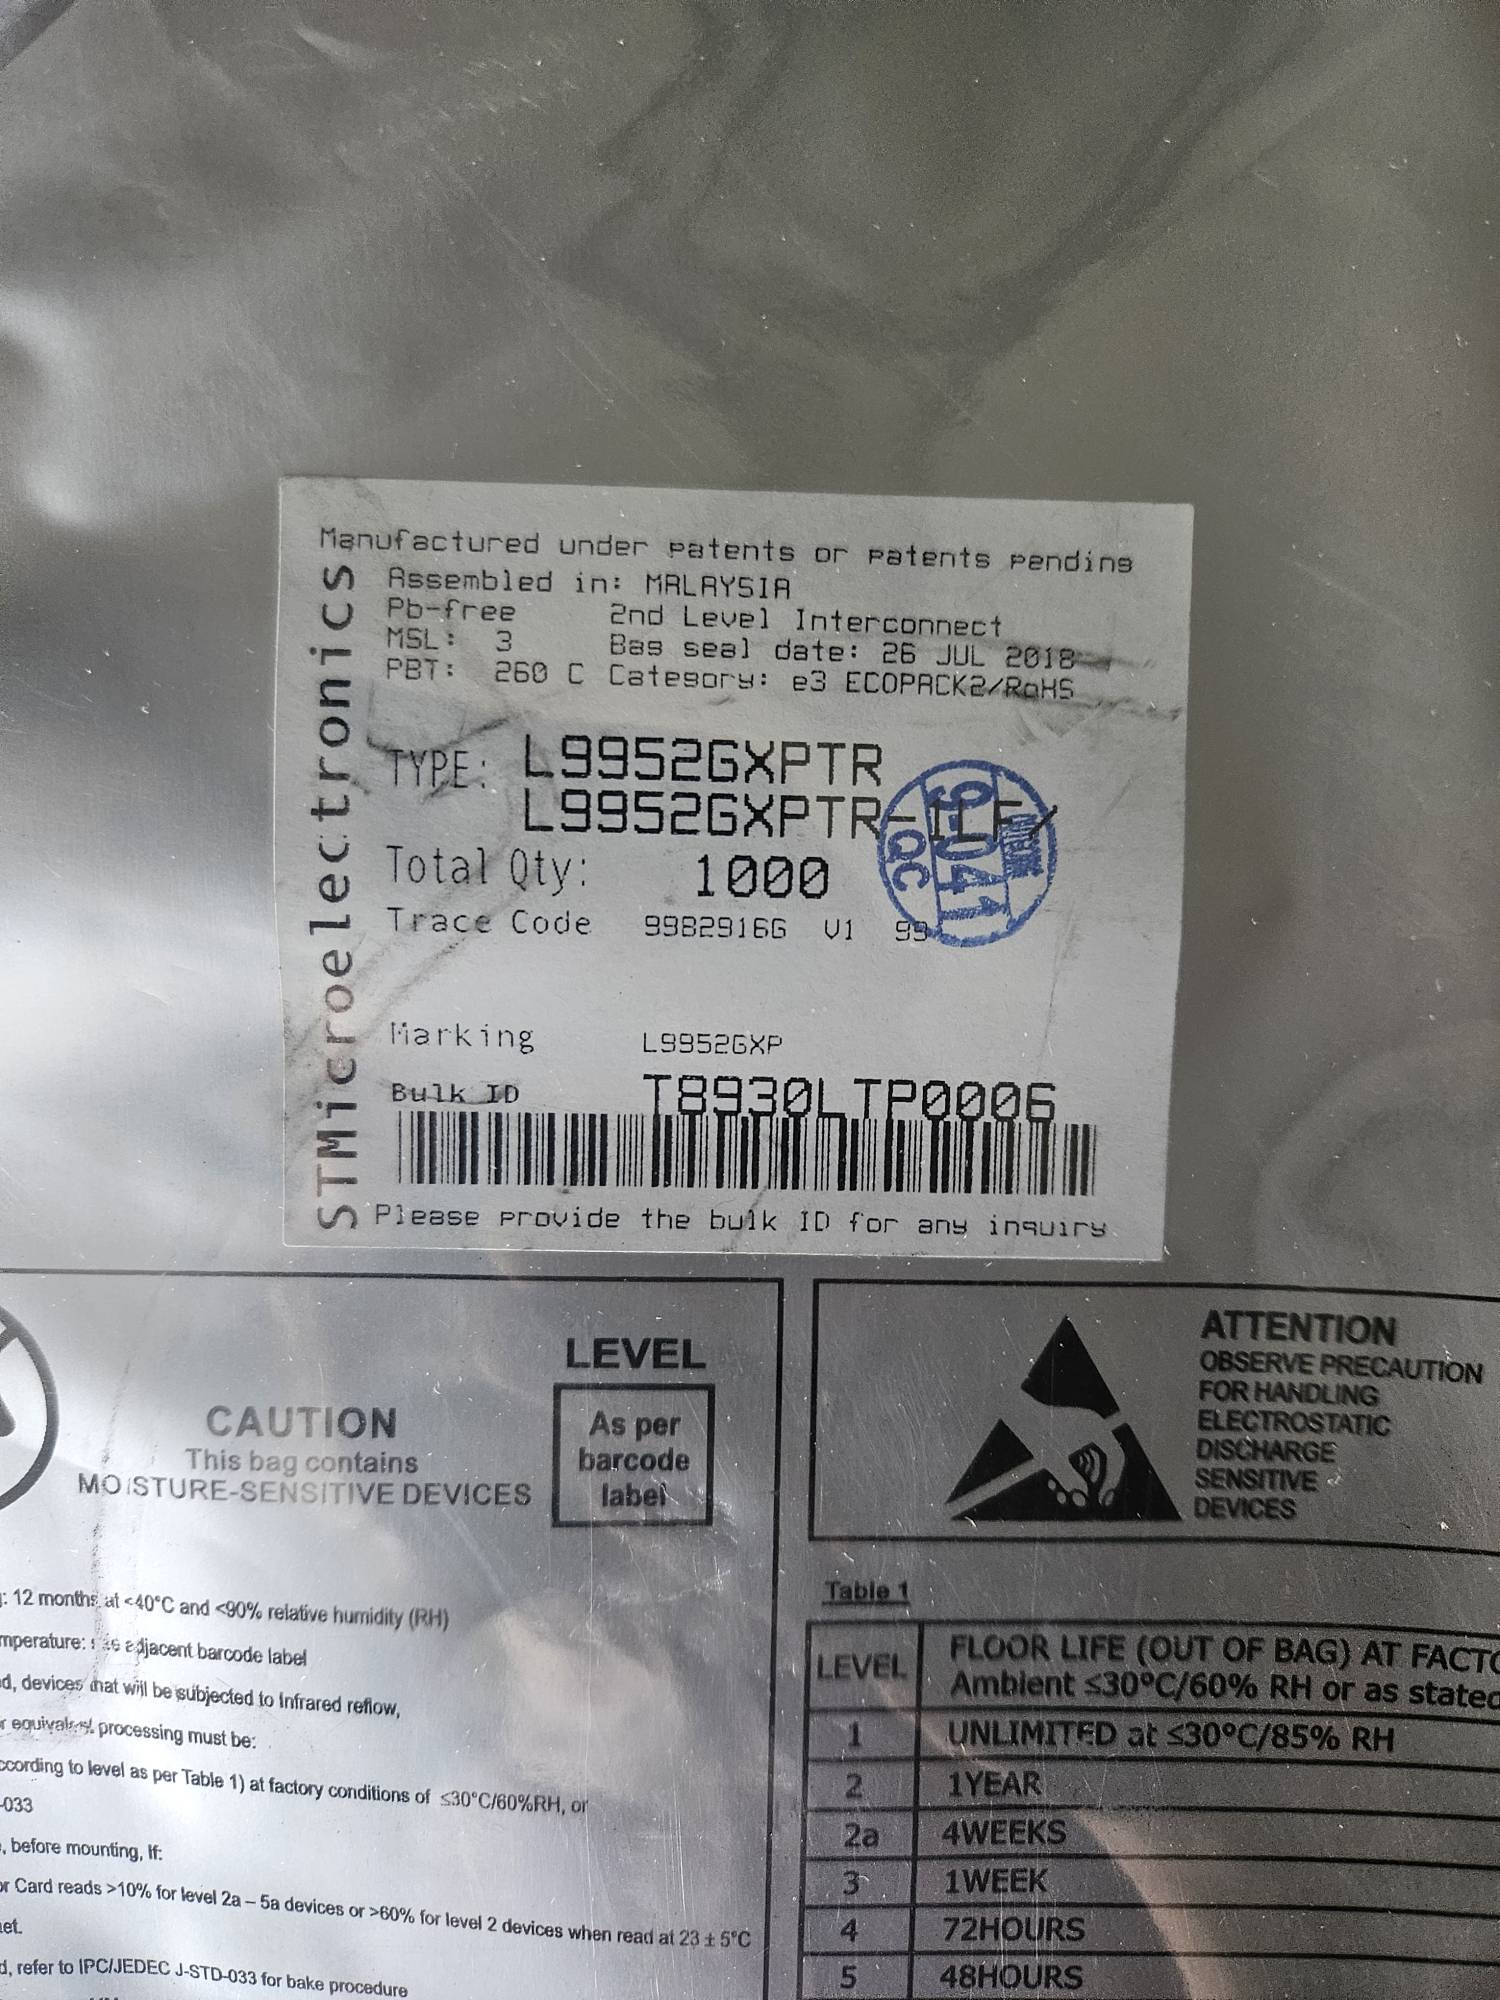 Manufactured under patents or patents pending
Assembled in: MALAYSIA
Pb-free 2nd Level Interconnect
MSL: 3 Bag seal date: 26 JUL 2018
PBT: 260 C Category: e3 ECOPACK2/RoHS
STMicroelectronics
TYPE: L9952GXPTR
L9952GXPTR-1LF/
Total Qty: 1000
Trace Code 9982916G V1 99
9041
QC
Marking L9952GXP
Bulk ID T8930LTP0006
Please provide the bulk ID for any inquiry
LEVEL
As per
barcode
label
CAUTION
This bag contains
MOISTURE-SENSITIVE DEVICES
ATTENTION
OBSERVE PRECAUTION
FOR HANDLING
ELECTROSTATIC
DISCHARGE
SENSITIVE
DEVICES
: 12 months at <40°C and <90% relative humidity (RH)
mperature: see adjacent barcode label
d, devices that will be subjected to Infrared reflow,
r equivalent processing must be:
ccording to level as per Table 1) at factory conditions of ≤30°C/60%RH, or
-033
, before mounting, If:
or Card reads >10% for level 2a – 5a devices or >60% for level 2 devices when read at 23 ± 5°C
et.
d, refer to IPC/JEDEC J-STD-033 for bake procedure
Table 1
LEVEL FLOOR LIFE (OUT OF BAG) AT FACTO
Ambient ≤30°C/60% RH or as stated
1 UNLIMITED at ≤30°C/85% RH
2 1YEAR
2a 4WEEKS
3 1WEEK
4 72HOURS
5 48HOURS